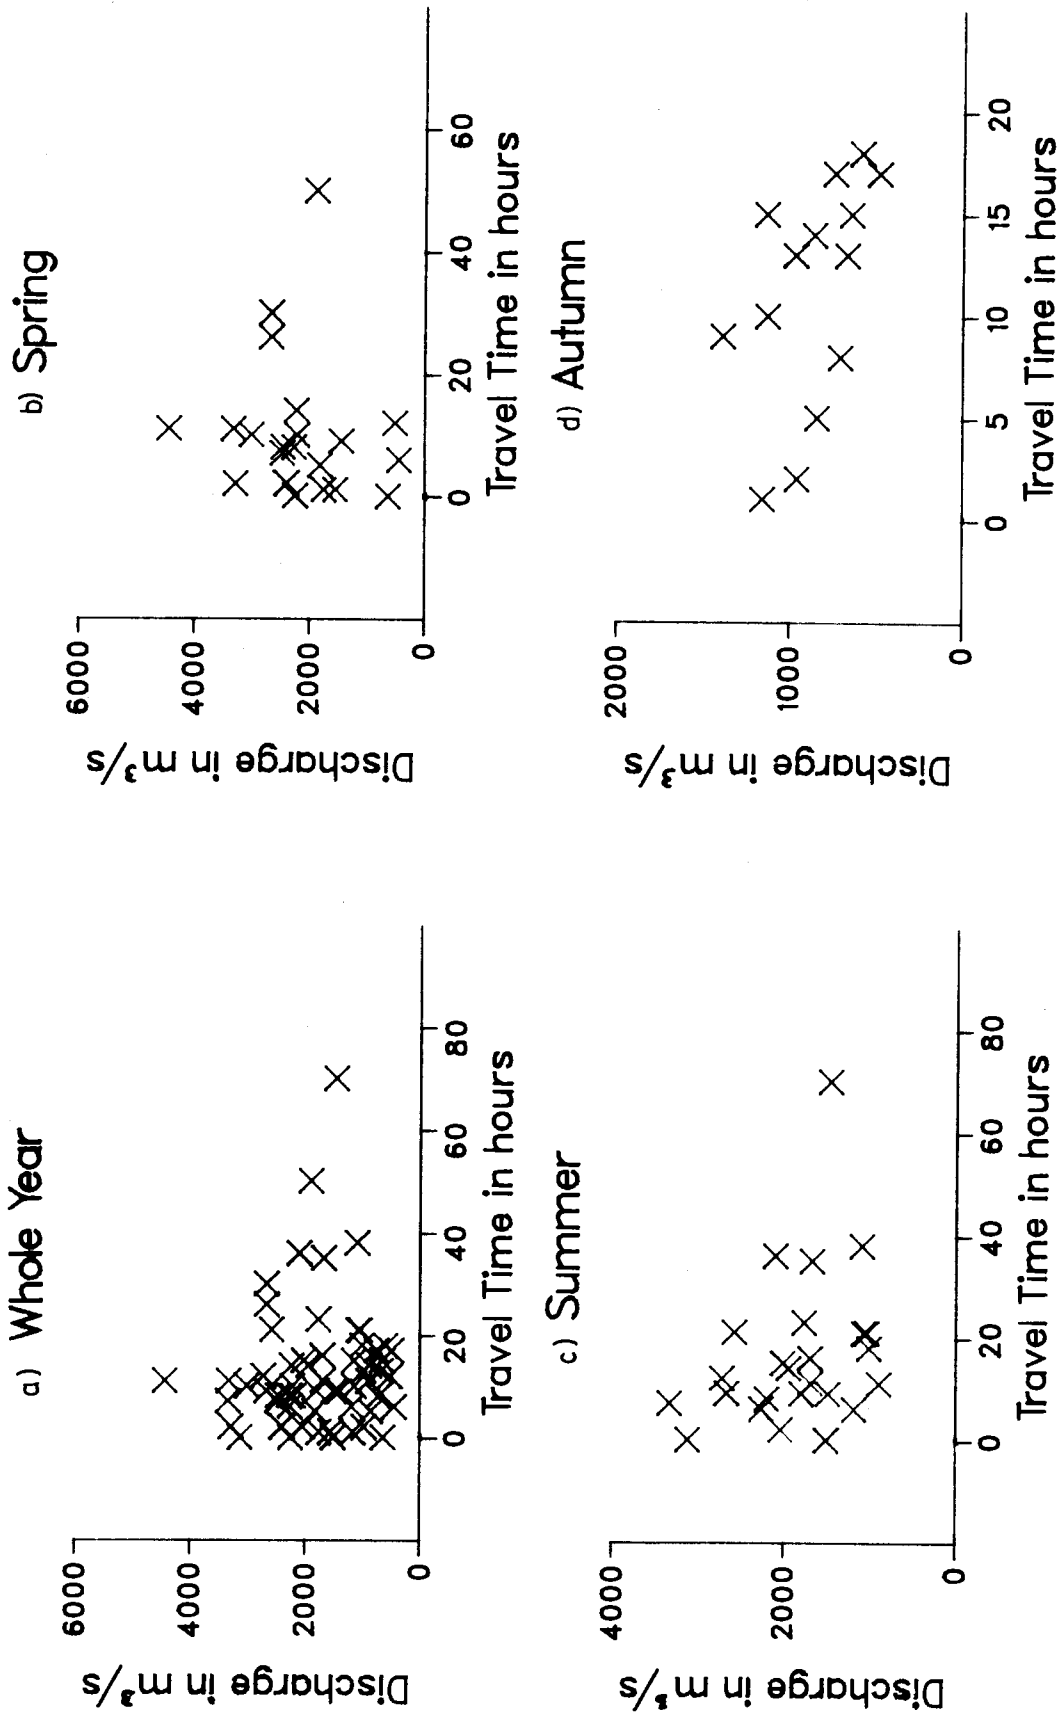 a) Whole Year
6000
4000
2000
0
Discharge in m³/s
0 20 40 60 80
Travel Time in hours
b) Spring
6000
4000
2000
0
Discharge in m³/s
0 20 40 60
Travel Time in hours
c) Summer
4000
2000
0
Discharge in m³/s
0 20 40 60 80
Travel Time in hours
d) Autumn
2000
1000
0
Discharge in m³/s
0 5 10 15 20
Travel Time in hours